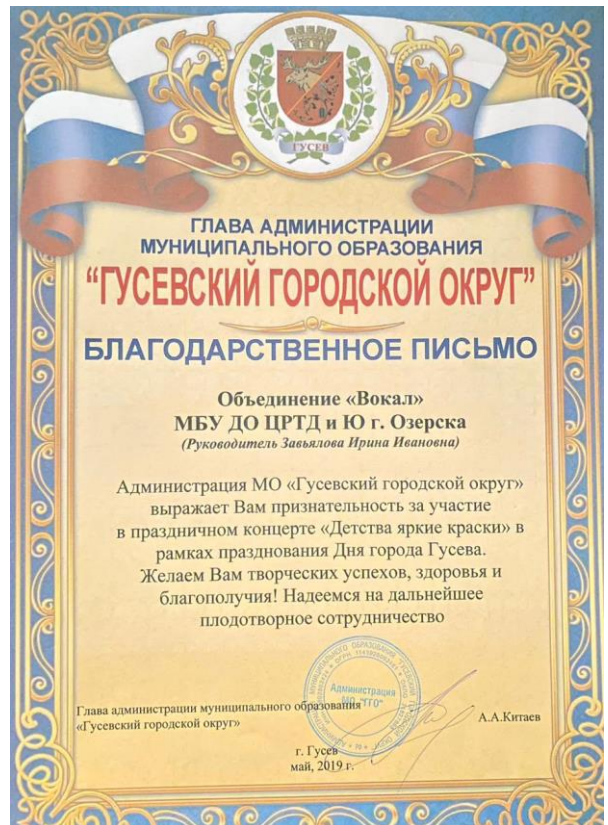 ГУСЕВ
ГЛАВА АДМИНИСТРАЦИИ
МУНИЦИПАЛЬНОГО ОБРАЗОВАНИЯ
“ГУСЕВСКИЙ ГОРОДСКОЙ ОКРУГ”
БЛАГОДАРСТВЕННОЕ ПИСЬМО
Объединение «Вокал»
МБУ ДО ЦРТД и Ю г. Озерска
(Руководитель Завьялова Ирина Ивановна)
Администрация МО «Гусевский городской округ»
выражает Вам признательность за участие
в праздничном концерте «Детства яркие краски» в
рамках празднования Дня города Гусева.
Желаем Вам творческих успехов, здоровья и
благополучия! Надеемся на дальнейшее
плодотворное сотрудничество
Администрация
МО "ГГО"
Глава администрации муниципального образования
«Гусевский городской округ»
А.А.Китаев
г. Гусев
май, 2019 г.